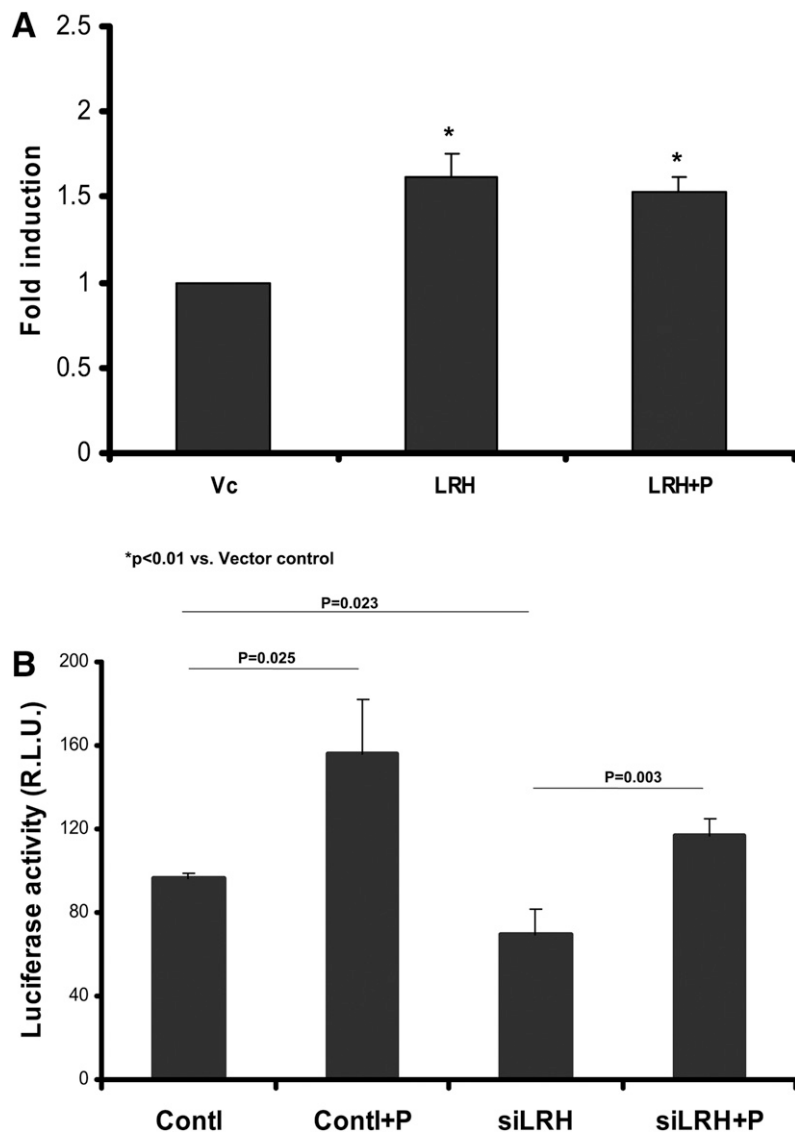 A
2.5
2
1.5
1
0.5
0
Fold induction
*
*
Vc LRH LRH+P
*p<0.01 vs. Vector control
P=0.023
B
P=0.025
P=0.003
200
160
120
80
40
0
Luciferase activity (R.L.U.)
Contl Contl+P siLRH siLRH+P